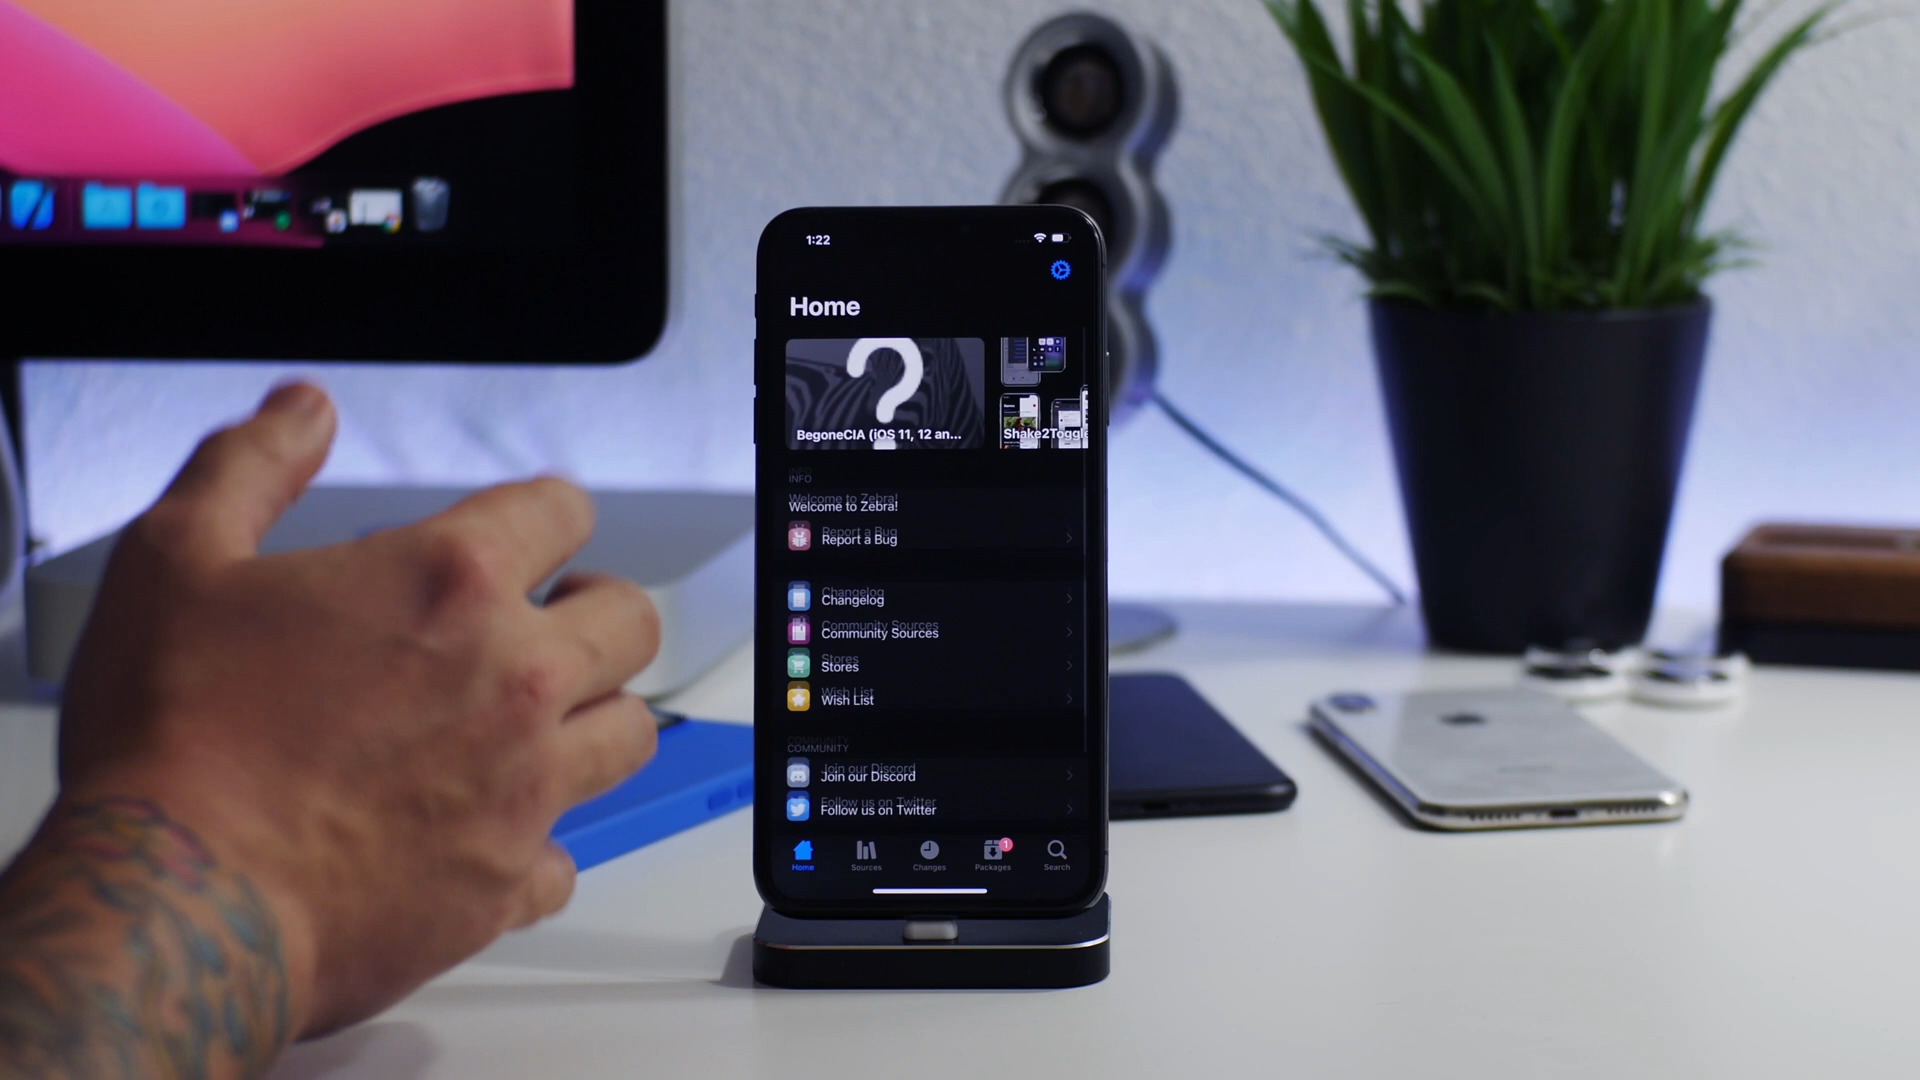 1:22
Home
BegoneCIA (iOS 11, 12 an...
Shake2Toggle
INFO
Welcome to Zebra!
Report a Bug
Changelog
Community Sources
Stores
Wish List
COMMUNITY
Join our Discord
Follow us on Twitter
1
Home
Sources
Changes
Packages
Search